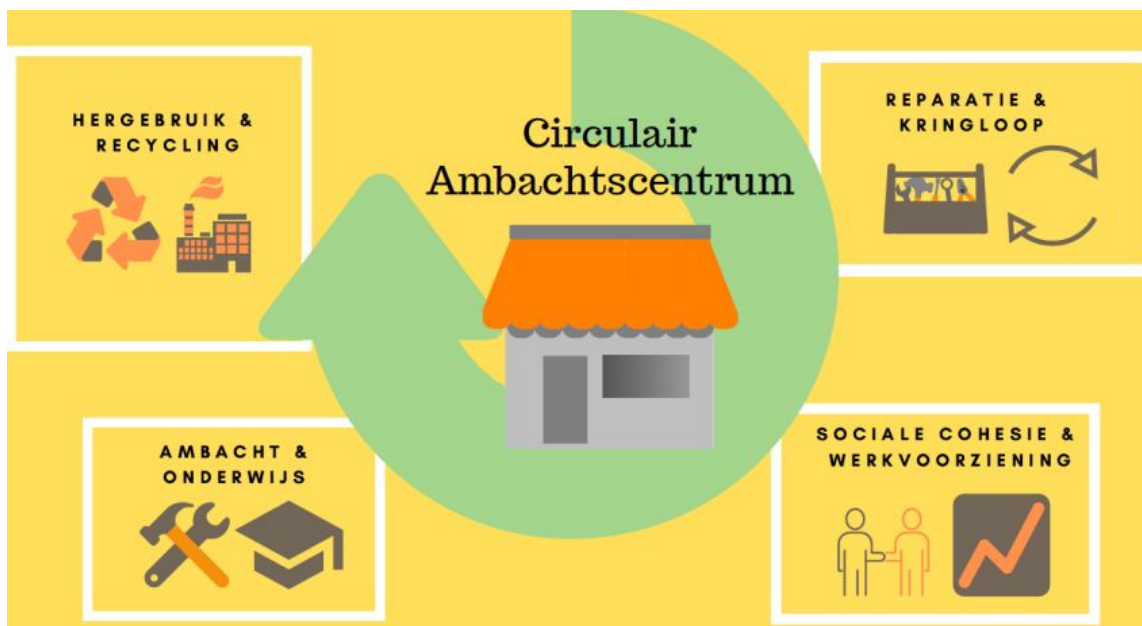 HERGEBRUIK &
RECYCLING
Circulair
Ambachtscentrum
REPARATIE &
KRINGLOOP
AMBACHT &
ONDERWIJS
SOCIALE COHESIE &
WERKVOORZIENING